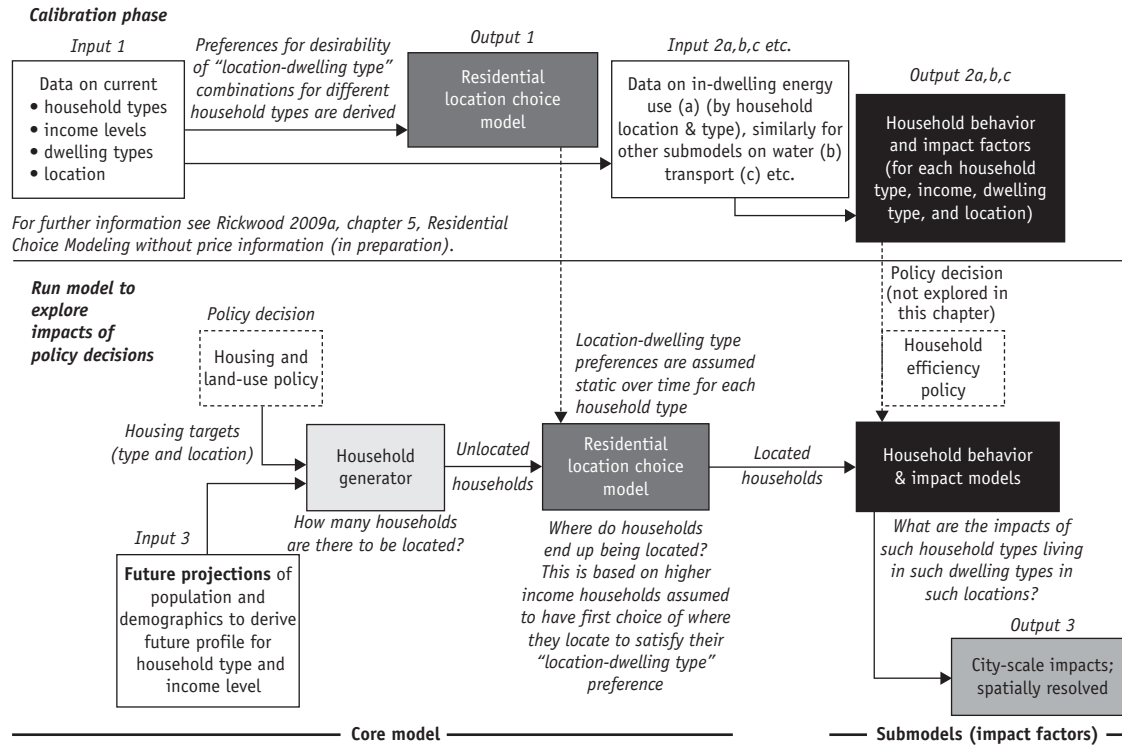 Calibration phase
Input 1
Data on current
• household types
• income levels
• dwelling types
• location
Preferences for desirability
of “location-dwelling type”
combinations for different
household types are derived
Output 1
Residential
location choice
model
Input 2a,b,c etc.
Data on in-dwelling energy
use (a) (by household
location & type), similarly for
other submodels on water (b)
transport (c) etc.
Output 2a,b,c
Household behavior
and impact factors
(for each household
type, income, dwelling
type, and location)
For further information see Rickwood 2009a, chapter 5, Residential
Choice Modeling without price information (in preparation).
Run model to
explore
impacts of
policy decisions
Policy decision
Housing and
land-use policy
Housing targets
(type and location)
Input 3
Future projections of
population and
demographics to derive
future profile for
household type and
income level
Household
generator
How many households
are there to be located?
Unlocated
households
Location-dwelling type
preferences are assumed
static over time for each
household type
Residential
location choice
model
Where do households
end up being located?
This is based on higher
income households assumed
to have first choice of where
they locate to satisfy their
“location-dwelling type”
preference
Located
households
Policy decision
(not explored in
this chapter)
Household
efficiency
policy
Household behavior
& impact models
What are the impacts of
such household types living
in such dwelling types in
such locations?
Output 3
City-scale impacts;
spatially resolved
Core model
Submodels (impact factors)